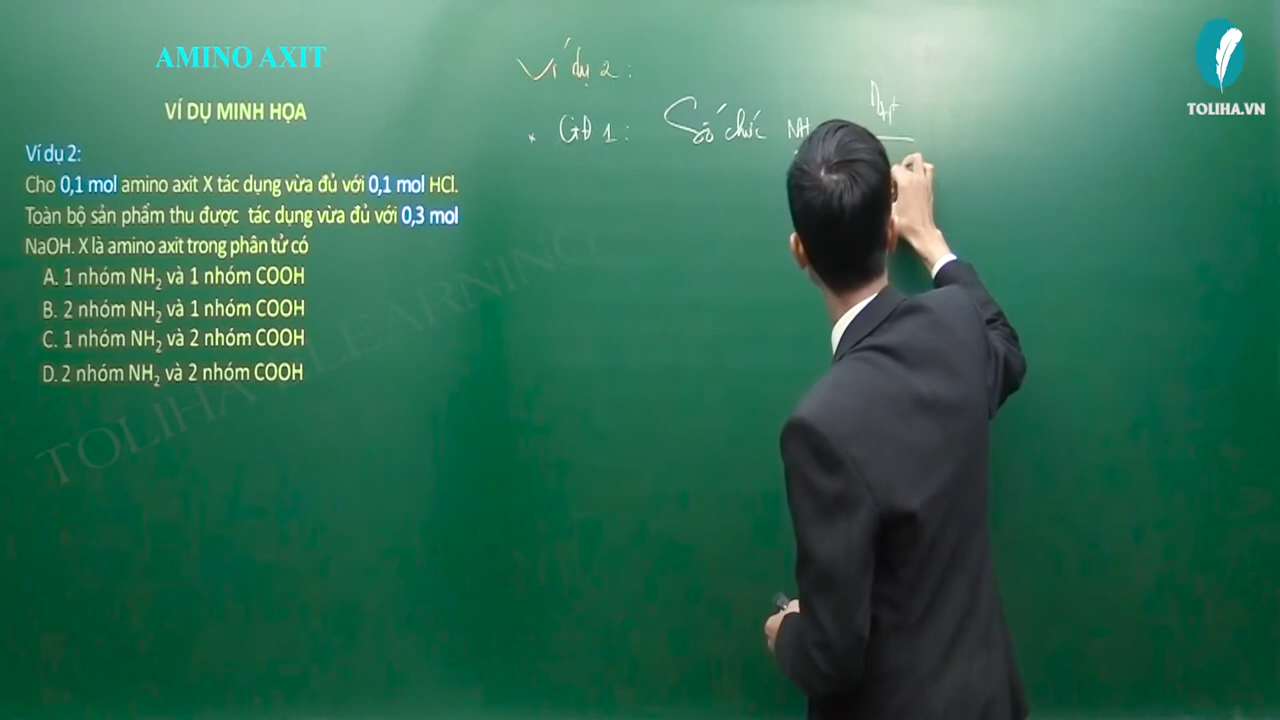 AMINO AXIT
VÍ DỤ MINH HỌA
Ví dụ 2:
Cho 0,1 mol amino axit X tác dụng vừa đủ với 0,1 mol HCl.
Toàn bộ sản phẩm thu được tác dụng vừa đủ với 0,3 mol
NaOH. X là amino axit trong phân tử có
A. 1 nhóm NH₂ và 1 nhóm COOH
B. 2 nhóm NH₂ và 1 nhóm COOH
C. 1 nhóm NH₂ và 2 nhóm COOH
D. 2 nhóm NH₂ và 2 nhóm COOH
Ví dụ 2:
* GĐ 1: Số chức NH
nH⁺
TOLIHA.VN
TOLIHA LEARNING